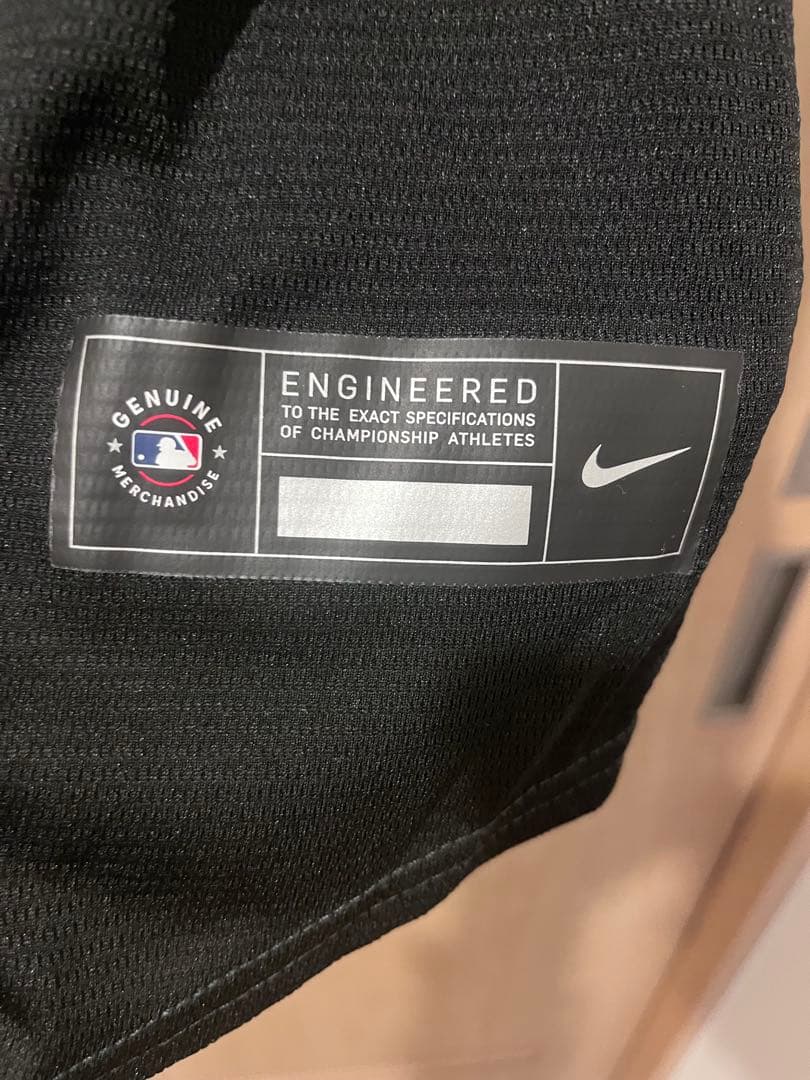 GENUINE
MERCHANDISE
ENGINEERED
TO THE EXACT SPECIFICATIONS
OF CHAMPIONSHIP ATHLETES